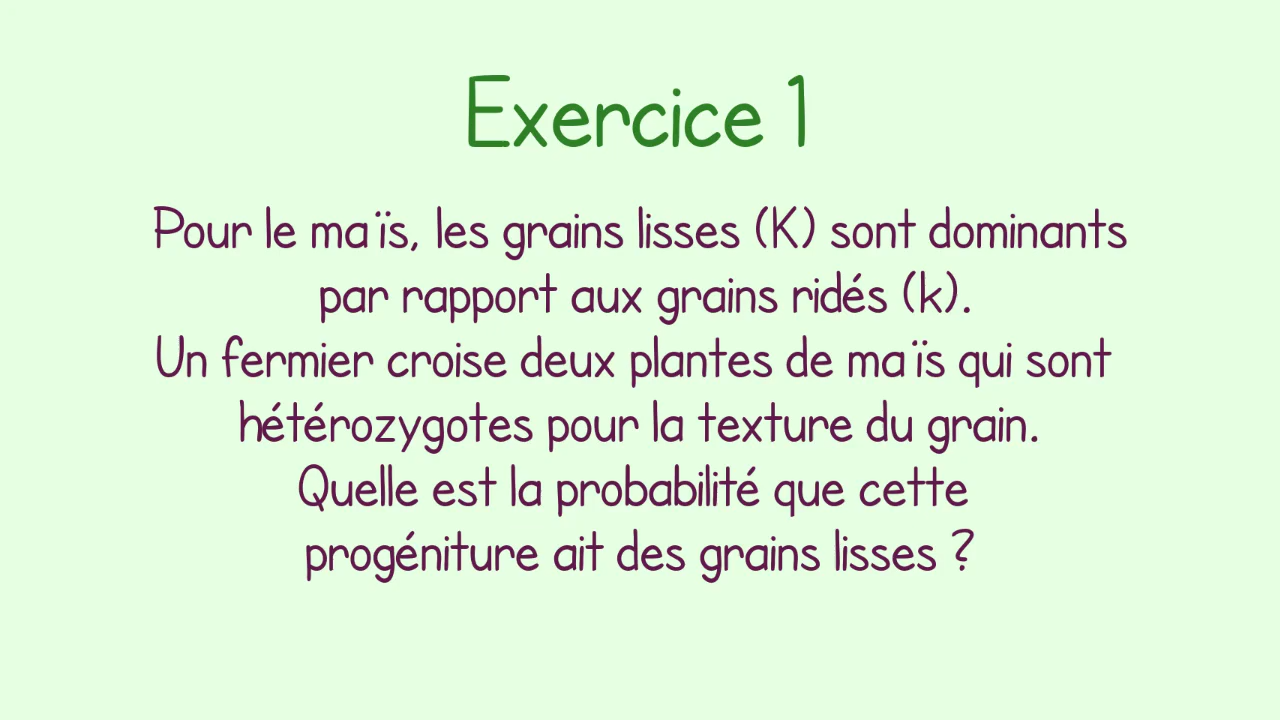 Exercice 1
Pour le maïs, les grains lisses (K) sont dominants
par rapport aux grains ridés (k).
Un fermier croise deux plantes de maïs qui sont
hétérozygotes pour la texture du grain.
Quelle est la probabilité que cette
progéniture ait des grains lisses ?